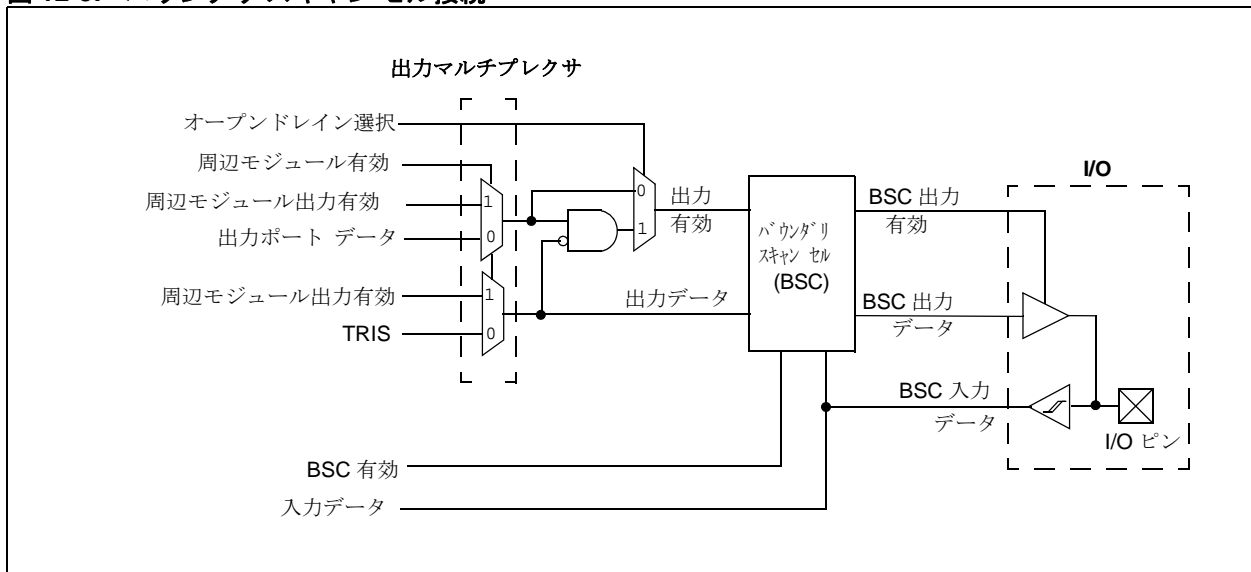 出力マルチプレクサ
オープンドレイン選択
周辺モジュール有効
周辺モジュール出力有効
出力ポート データ
周辺モジュール出力有効
TRIS
1
0
1
0
0
1
出力
有効
出力データ
バウンダリ
スキャン セル
(BSC)
BSC 出力
有効
BSC 出力
データ
BSC 入力
データ
I/O
I/O ピン
BSC 有効
入力データ